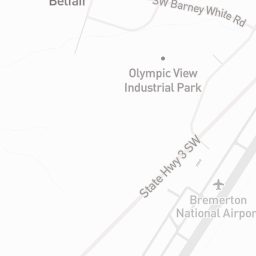 Belfair
SW Barney White Rd
Olympic View
Industrial Park
State Hwy 3 SW
Bremerton
National Airport